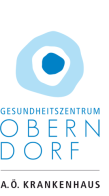 GESUNDHEITSZENTRUM
OBERN
DORF
A.Ö. KRANKENHAUS